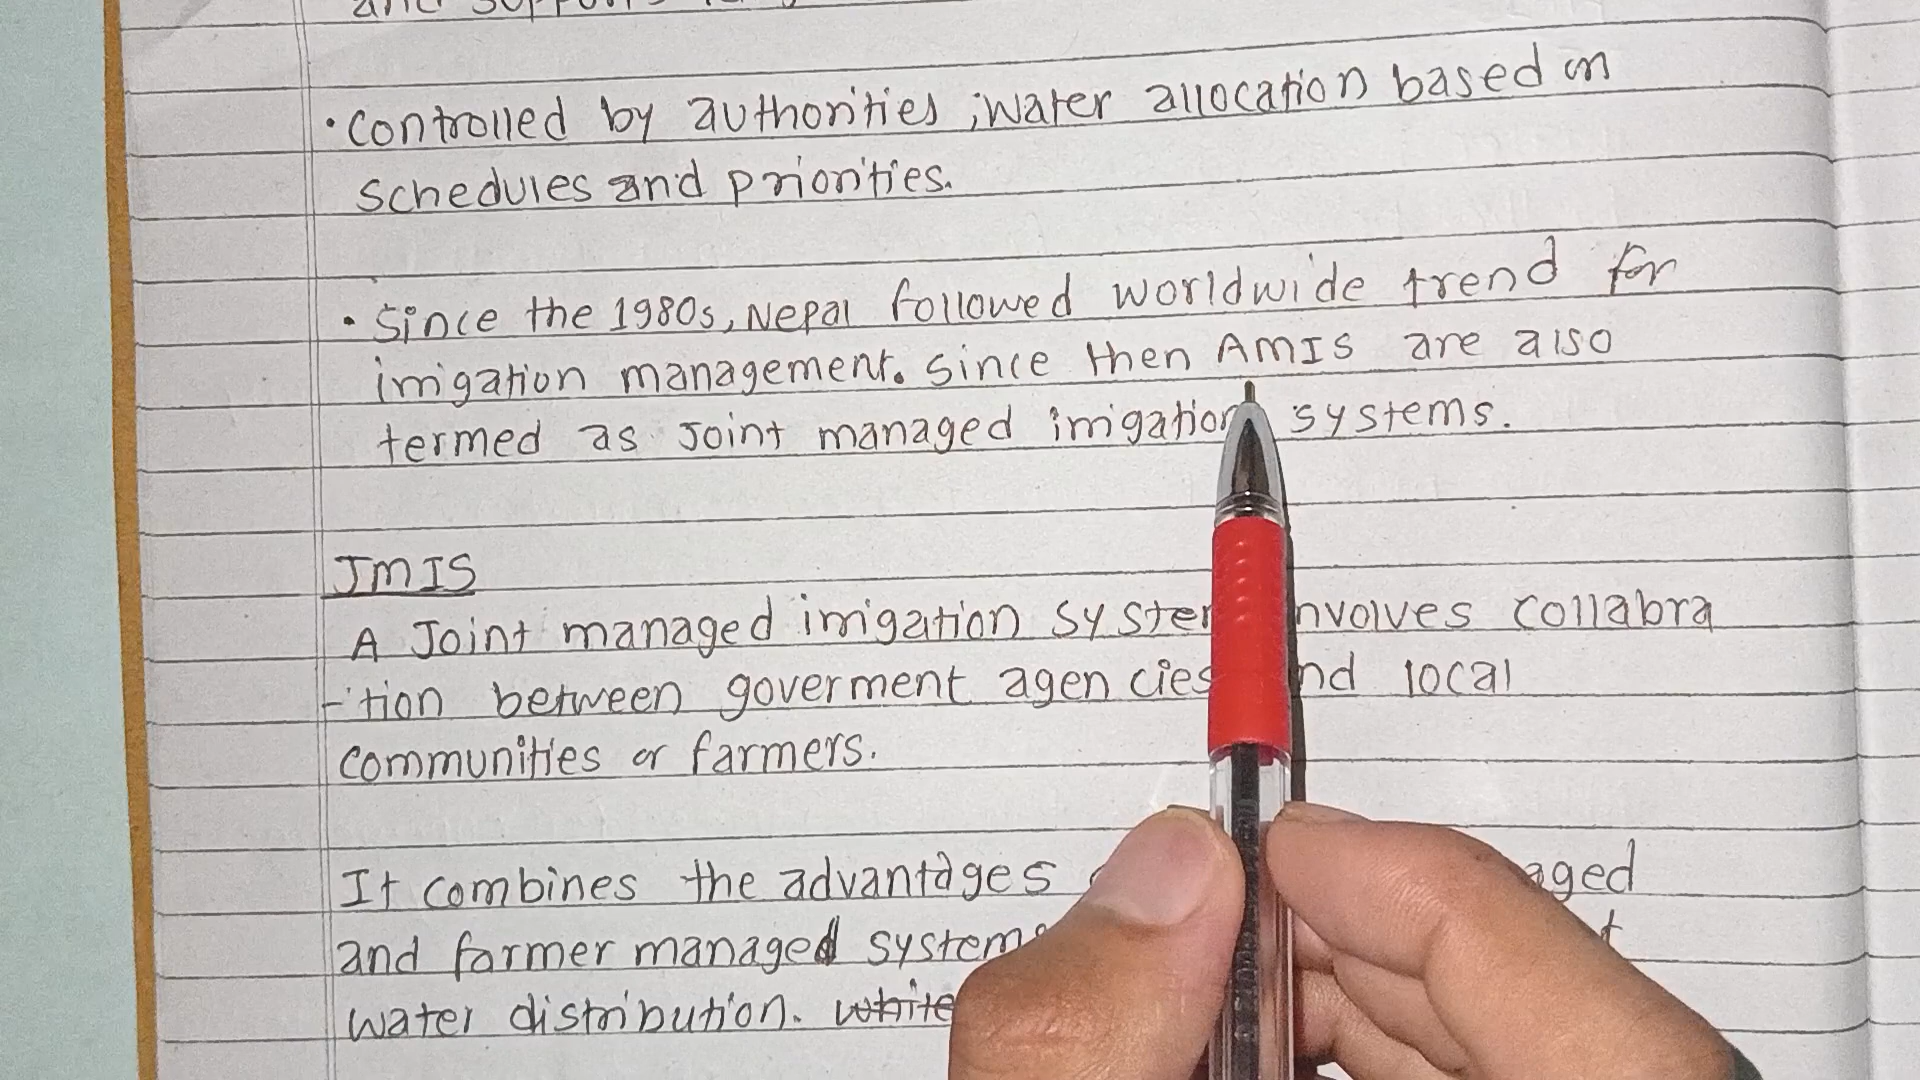 • Controlled by authorities ; water allocation based on
schedules and priorities.
• Since the 1980s, Nepal followed worldwide trend for
irrigation management. Since then AMIS are also
termed as Joint managed irrigation systems.
JMIS
A Joint managed irrigation system involves collabra
-tion between goverment agencies and local
communities or farmers.
It combines the advantages
and farmer managed systems
water distribution. white